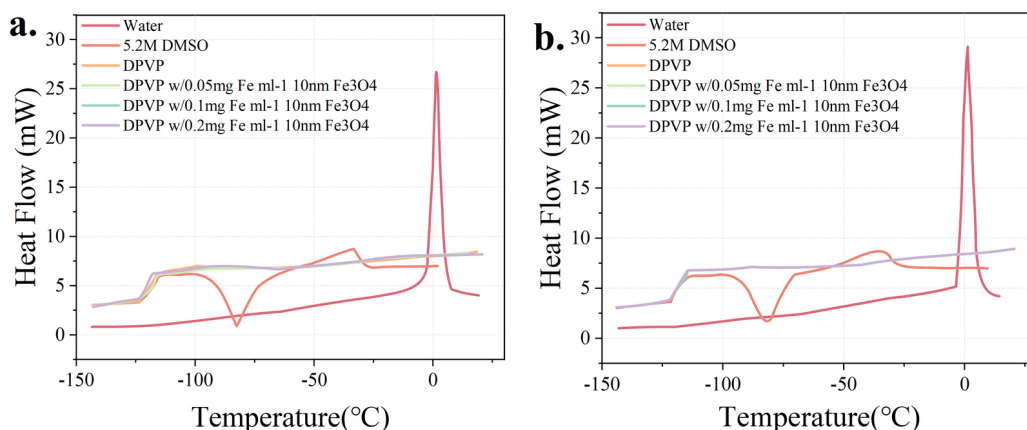 a.
Water
5.2M DMSO
DPVP
DPVP w/0.05mg Fe ml-1 10nm Fe3O4
DPVP w/0.1mg Fe ml-1 10nm Fe3O4
DPVP w/0.2mg Fe ml-1 10nm Fe3O4
Heat Flow (mW)
30
25
20
15
10
5
0
-150
-100
-50
0
Temperature(°C)
b.
Water
5.2M DMSO
DPVP
DPVP w/0.05mg Fe ml-1 10nm Fe3O4
DPVP w/0.1mg Fe ml-1 10nm Fe3O4
DPVP w/0.2mg Fe ml-1 10nm Fe3O4
Heat Flow (mW)
30
25
20
15
10
5
0
-150
-100
-50
0
Temperature(°C)